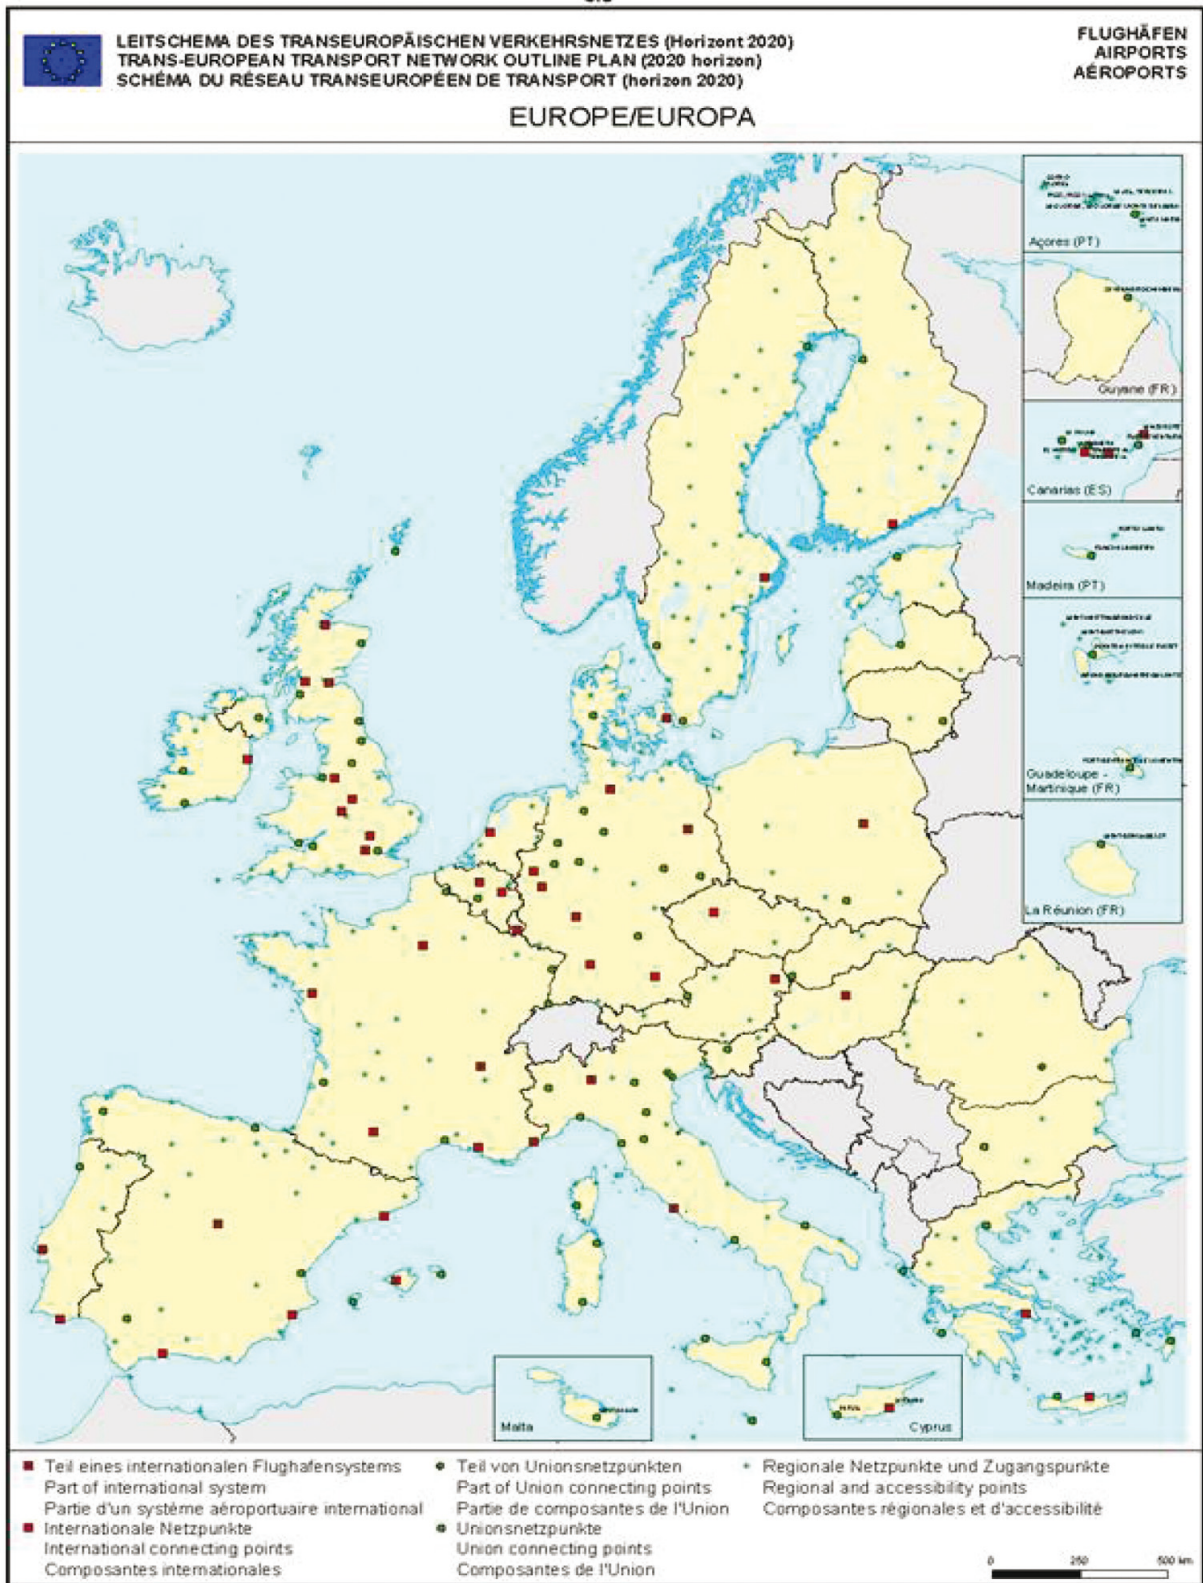 LEITSCHEMA DES TRANSEUROPÄISCHEN VERKEHRSNETZES (Horizont 2020)
TRANS-EUROPEAN TRANSPORT NETWORK OUTLINE PLAN (2020 horizon)
SCHÉMA DU RÉSEAU TRANSEUROPÉEN DE TRANSPORT (horizon 2020)
FLUGHÄFEN
AIRPORTS
AÉROPORTS
EUROPE/EUROPA
Açores (PT)
Guyane (FR)
Canarias (ES)
Madeira (PT)
Guadeloupe -
Martinique (FR)
La Réunion (FR)
Malta
Cyprus
Teil eines internationalen Flughafensystems
Part of international system
Partie d'un système aéroportuaire international
Internationale Netzpunkte
International connecting points
Composantes internationales
Teil von Unionsnetzpunkten
Part of Union connecting points
Partie de composantes de l'Union
Unionsnetzpunkte
Union connecting points
Composantes de l'Union
Regionale Netzpunkte und Zugangspunkte
Regional and accessibility points
Composantes régionales et d'accessibilité
0 250 500 km